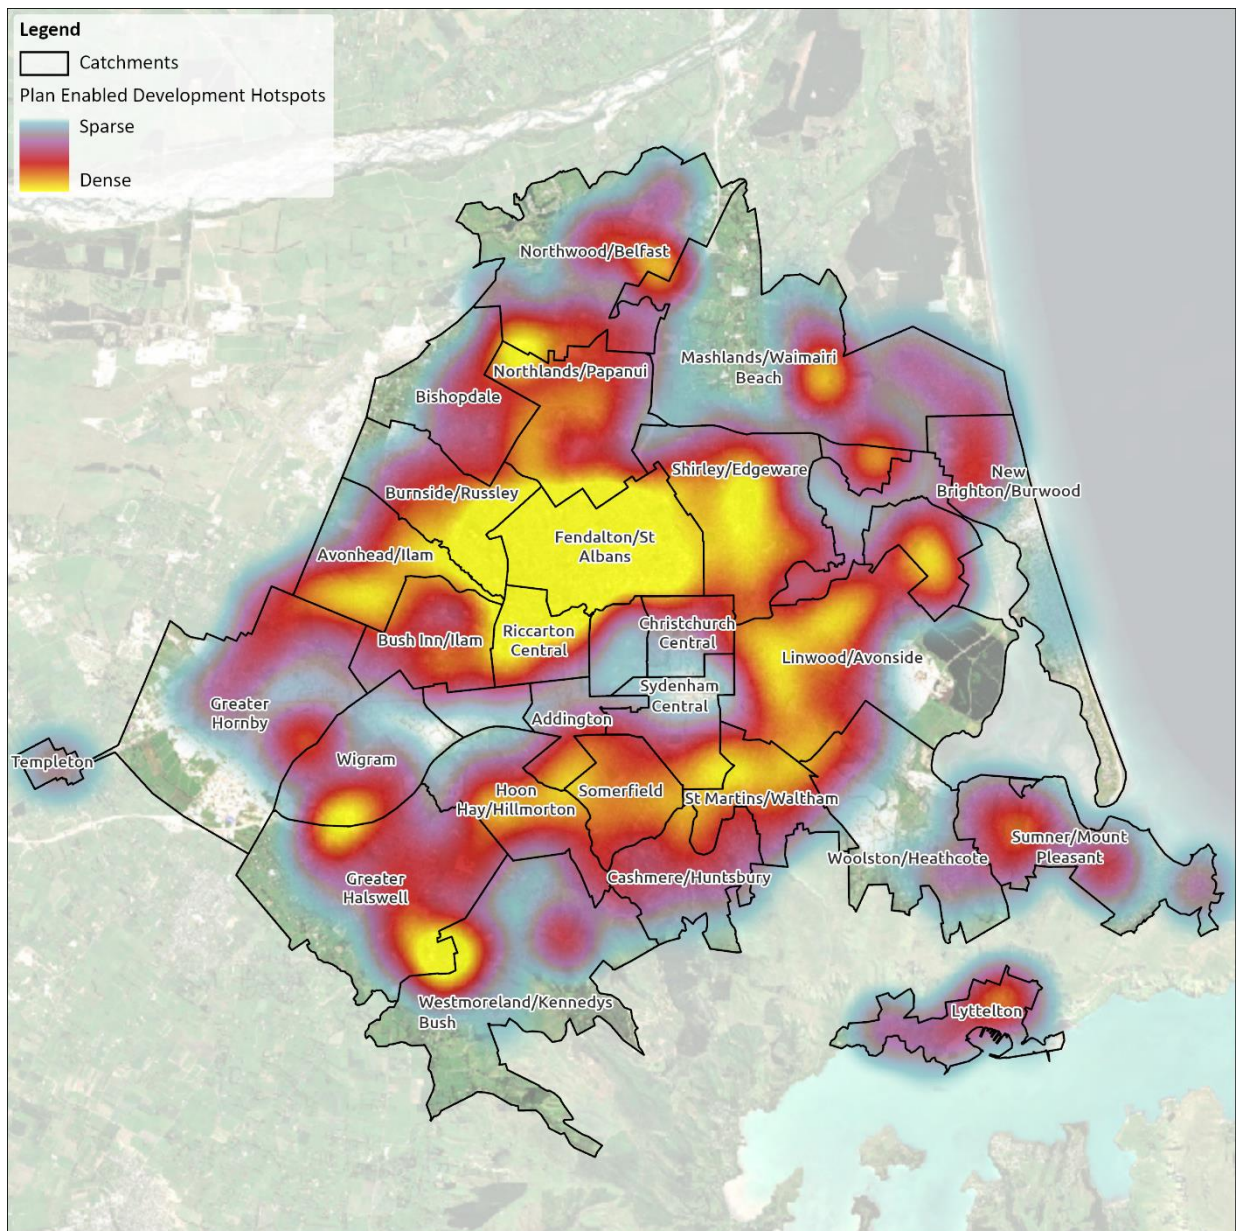 Legend
Catchments
Plan Enabled Development Hotspots
Sparse
Dense
Northwood/Belfast
Mashlands/Waimairi
Beach
Northlands/Papanui
Bishopdale
Shirley/Edgeware
New
Brighton/Burwood
Burnside/Russley
Fendalton/St
Albans
Avonhead/Ilam
Christchurch
Central
Riccarton
Central
Bush Inn/Ilam
Linwood/Avonside
Sydenham
Central
Greater
Hornby
Addington
Templeton
Wigram
Hoon
Hay/Hillmorton
Somerfield
St Martins/Waltham
Sumner/Mount
Pleasant
Woolston/Heathcote
Cashmere/Huntsbury
Greater
Halswell
Westmoreland/Kennedys
Bush
Lyttelton